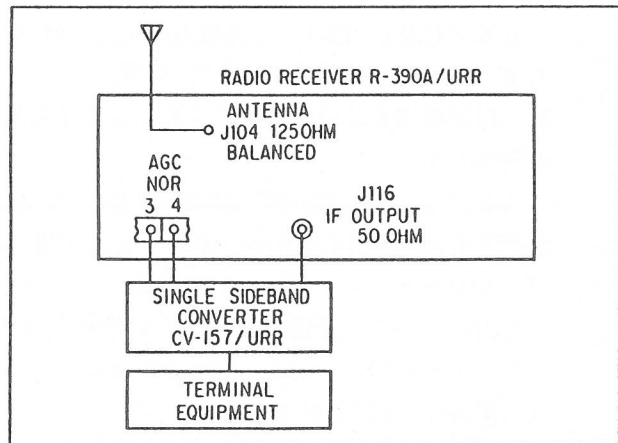 RADIO RECEIVER R-390A/URR
ANTENNA
J104 125OHM
BALANCED
AGC
NOR
3 4
J116
IF OUTPUT
50 OHM
SINGLE SIDEBAND
CONVERTER
CV-157/URR
TERMINAL
EQUIPMENT